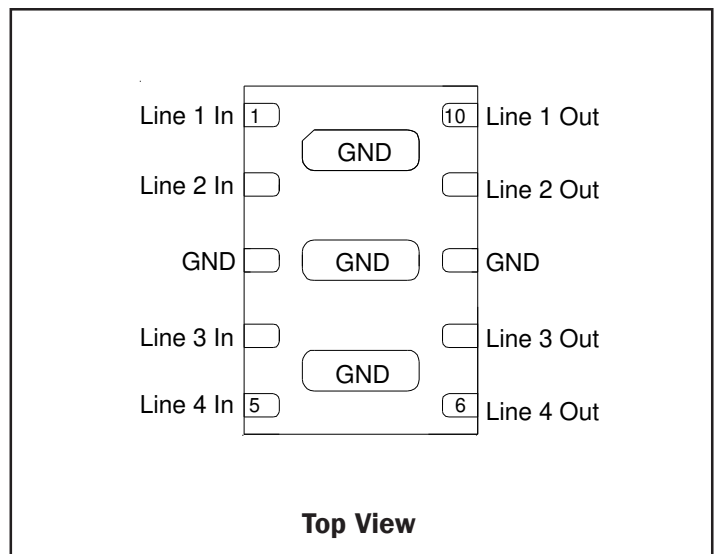 Line 1 In 1 10 Line 1 Out
GND
Line 2 In Line 2 Out
GND GND GND
Line 3 In Line 3 Out
GND
Line 4 In 5 6 Line 4 Out
Top View